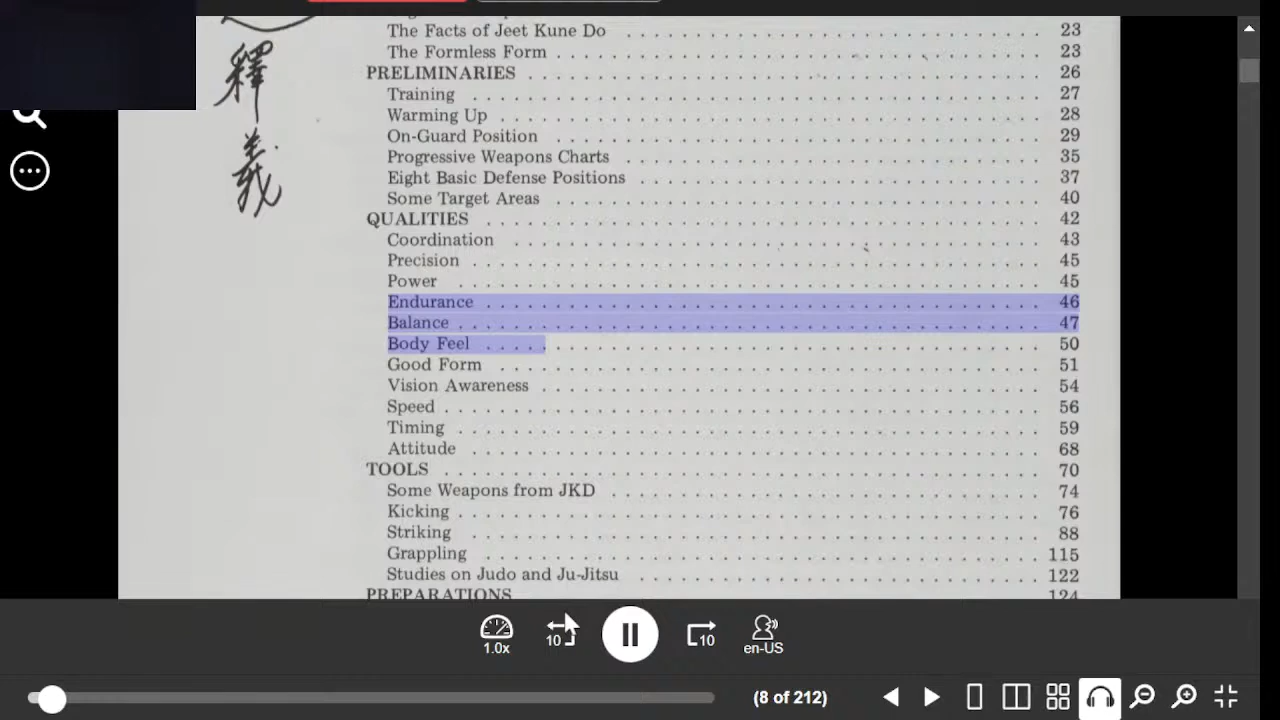 釋
義
The Facts of Jeet Kune Do . . . . . . . . . . . . . . . . . . . . . . . . . . . . . . 23
The Formless Form . . . . . . . . . . . . . . . . . . . . . . . . . . . . . . . . . . . 23
PRELIMINARIES . . . . . . . . . . . . . . . . . . . . . . . . . . . . . . . . . . . . . 26
Training . . . . . . . . . . . . . . . . . . . . . . . . . . . . . . . . . . . . . . . 27
Warming Up . . . . . . . . . . . . . . . . . . . . . . . . . . . . . . . . . . . . . . 28
On-Guard Position . . . . . . . . . . . . . . . . . . . . . . . . . . . . . . . . . . . 29
Progressive Weapons Charts . . . . . . . . . . . . . . . . . . . . . . . . . . . . . . 35
Eight Basic Defense Positions . . . . . . . . . . . . . . . . . . . . . . . . . . . . . 37
Some Target Areas . . . . . . . . . . . . . . . . . . . . . . . . . . . . . . . . . . . 40
QUALITIES . . . . . . . . . . . . . . . . . . . . . . . . . . . . . . . . . . . . . . . 42
Coordination . . . . . . . . . . . . . . . . . . . . . . . . . . . . . . . . . . . . . 43
Precision . . . . . . . . . . . . . . . . . . . . . . . . . . . . . . . . . . . . . . . 45
Power . . . . . . . . . . . . . . . . . . . . . . . . . . . . . . . . . . . . . . . . 45
Endurance . . . . . . . . . . . . . . . . . . . . . . . . . . . . . . . . . . . . . . 46
Balance . . . . . . . . . . . . . . . . . . . . . . . . . . . . . . . . . . . . . . . 47
Body Feel . . . . . . . . . . . . . . . . . . . . . . . . . . . . . . . . . . . . . . 50
Good Form . . . . . . . . . . . . . . . . . . . . . . . . . . . . . . . . . . . . . . 51
Vision Awareness . . . . . . . . . . . . . . . . . . . . . . . . . . . . . . . . . . . 54
Speed . . . . . . . . . . . . . . . . . . . . . . . . . . . . . . . . . . . . . . . . 56
Timing . . . . . . . . . . . . . . . . . . . . . . . . . . . . . . . . . . . . . . . . 59
Attitude . . . . . . . . . . . . . . . . . . . . . . . . . . . . . . . . . . . . . . . 68
TOOLS . . . . . . . . . . . . . . . . . . . . . . . . . . . . . . . . . . . . . . . . 70
Some Weapons from JKD . . . . . . . . . . . . . . . . . . . . . . . . . . . . . . . 74
Kicking . . . . . . . . . . . . . . . . . . . . . . . . . . . . . . . . . . . . . . . 76
Striking . . . . . . . . . . . . . . . . . . . . . . . . . . . . . . . . . . . . . . . 88
Grappling . . . . . . . . . . . . . . . . . . . . . . . . . . . . . . . . . . . . . . 115
Studies on Judo and Ju-Jitsu . . . . . . . . . . . . . . . . . . . . . . . . . . . . . 122
PREPARATIONS . . . . . . . . . . . . . . . . . . . . . . . . . . . . . . . . . . . . 124
10 10
1.0x en-US
(8 of 212)